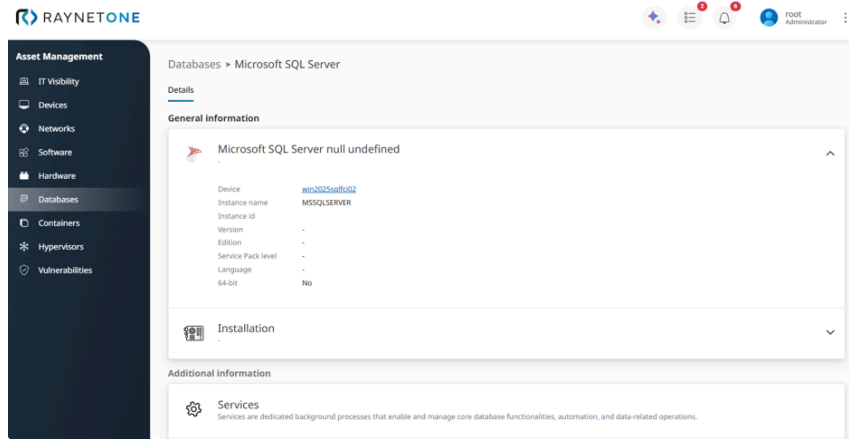 RAYNETONE
2
6
root
Administrator
Asset Management
IT Visibility
Devices
Networks
Software
Hardware
Databases
Containers
Hypervisors
Vulnerabilities
Databases ▸ Microsoft SQL Server
Details
General information
Microsoft SQL Server null undefined
-
Device win2025sqlfci02
Instance name MSSQLSERVER
Instance id
Version -
Edition -
Service Pack level -
Language -
64-bit No
Installation
-
Additional information
Services
Services are dedicated background processes that enable and manage core database functionalities, automation, and data-related operations.